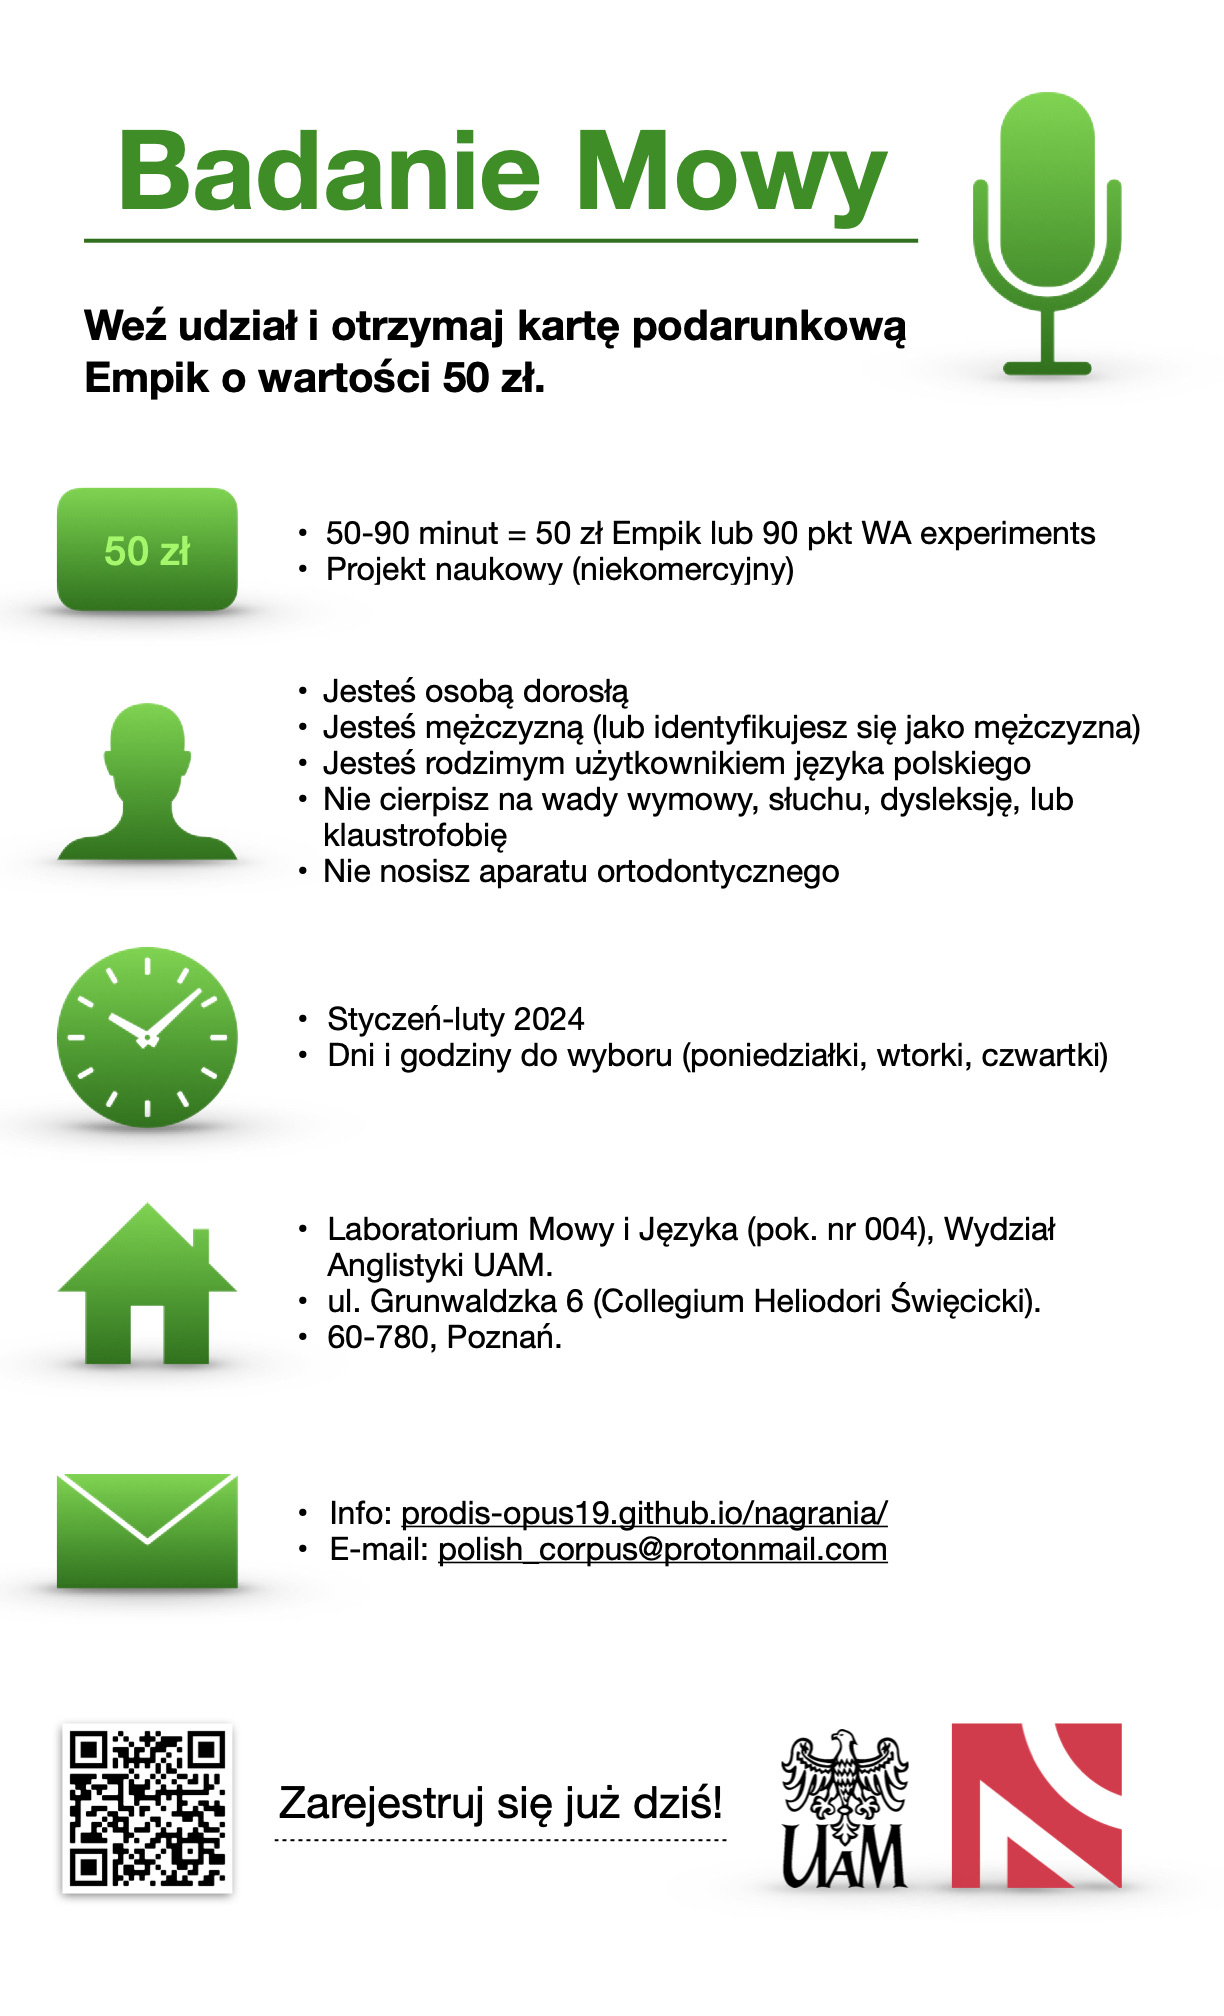 Badanie Mowy
Weź udział i otrzymaj kartę podarunkową
Empik o wartości 50 zł.
50 zł
• 50-90 minut = 50 zł Empik lub 90 pkt WA experiments
• Projekt naukowy (niekomercyjny)
• Jesteś osobą dorosłą
• Jesteś mężczyzną (lub identyfikujesz się jako mężczyzna)
• Jesteś rodzimym użytkownikiem języka polskiego
• Nie cierpisz na wady wymowy, słuchu, dysleksję, lub
klaustrofobię
• Nie nosisz aparatu ortodontycznego
• Styczeń-luty 2024
• Dni i godziny do wyboru (poniedziałki, wtorki, czwartki)
• Laboratorium Mowy i Języka (pok. nr 004), Wydział
Anglistyki UAM.
• ul. Grunwaldzka 6 (Collegium Heliodori Święcicki).
• 60-780, Poznań.
• Info: prodis-opus19.github.io/nagrania/
• E-mail: polish_corpus@protonmail.com
Zarejestruj się już dziś!
UAM